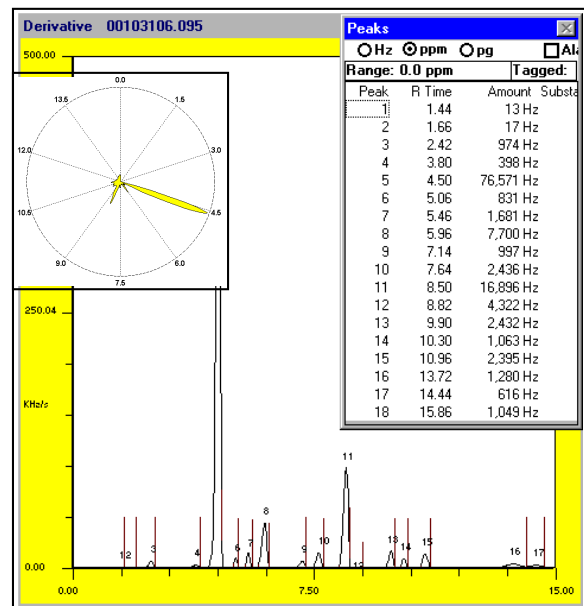 Derivative 00103106.095
500.00
250.04
KHz/s
0.00
0.00 7.50 15.00
0.0
1.5
3.0
4.5
6.0
7.5
9.0
10.5
12.0
13.5
12
3
4
6
7
8
9
10
11
12
13
14
15
16
17
Peaks
Hz ppm pg Ala
Range: 0.0 ppm Tagged:
Peak R Time Amount Substa
1 1.44 13 Hz
2 1.66 17 Hz
3 2.42 974 Hz
4 3.80 398 Hz
5 4.50 76,571 Hz
6 5.06 831 Hz
7 5.46 1,681 Hz
8 5.96 7,700 Hz
9 7.14 997 Hz
10 7.64 2,436 Hz
11 8.50 16,896 Hz
12 8.82 4,322 Hz
13 9.90 2,432 Hz
14 10.30 1,063 Hz
15 10.96 2,395 Hz
16 13.72 1,280 Hz
17 14.44 616 Hz
18 15.86 1,049 Hz